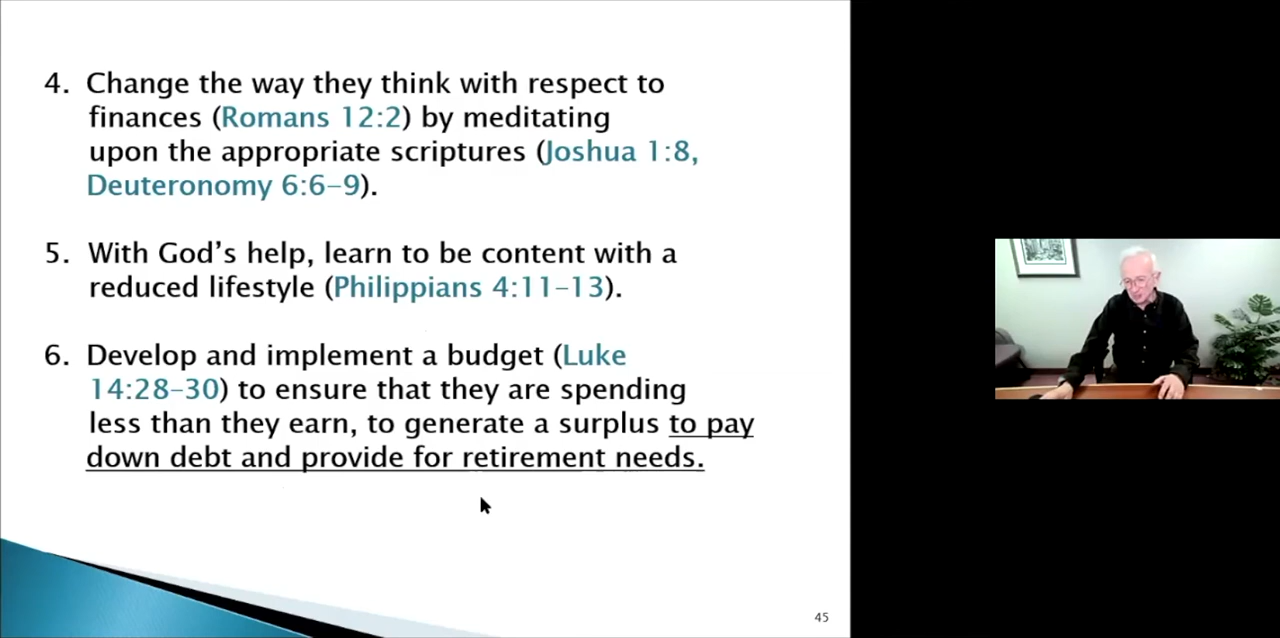 4. Change the way they think with respect to
finances (Romans 12:2) by meditating
upon the appropriate scriptures (Joshua 1:8,
Deuteronomy 6:6–9).
5. With God’s help, learn to be content with a
reduced lifestyle (Philippians 4:11–13).
6. Develop and implement a budget (Luke
14:28–30) to ensure that they are spending
less than they earn, to generate a surplus to pay
down debt and provide for retirement needs.
45